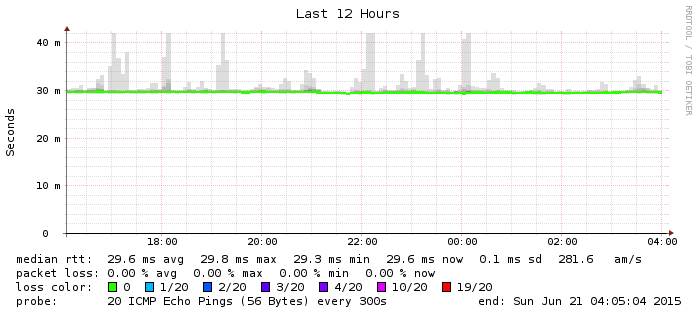 Last 12 Hours
RRDTOOL / TOBI OETIKER
Seconds
40 m
30 m
20 m
10 m
0
18:00 20:00 22:00 00:00 02:00 04:00
median rtt: 29.6 ms avg 29.8 ms max 29.3 ms min 29.6 ms now 0.1 ms sd 281.6 am/s
packet loss: 0.00 % avg 0.00 % max 0.00 % min 0.00 % now
loss color: 0 1/20 2/20 3/20 4/20 10/20 19/20
probe: 20 ICMP Echo Pings (56 Bytes) every 300s end: Sun Jun 21 04:05:04 2015